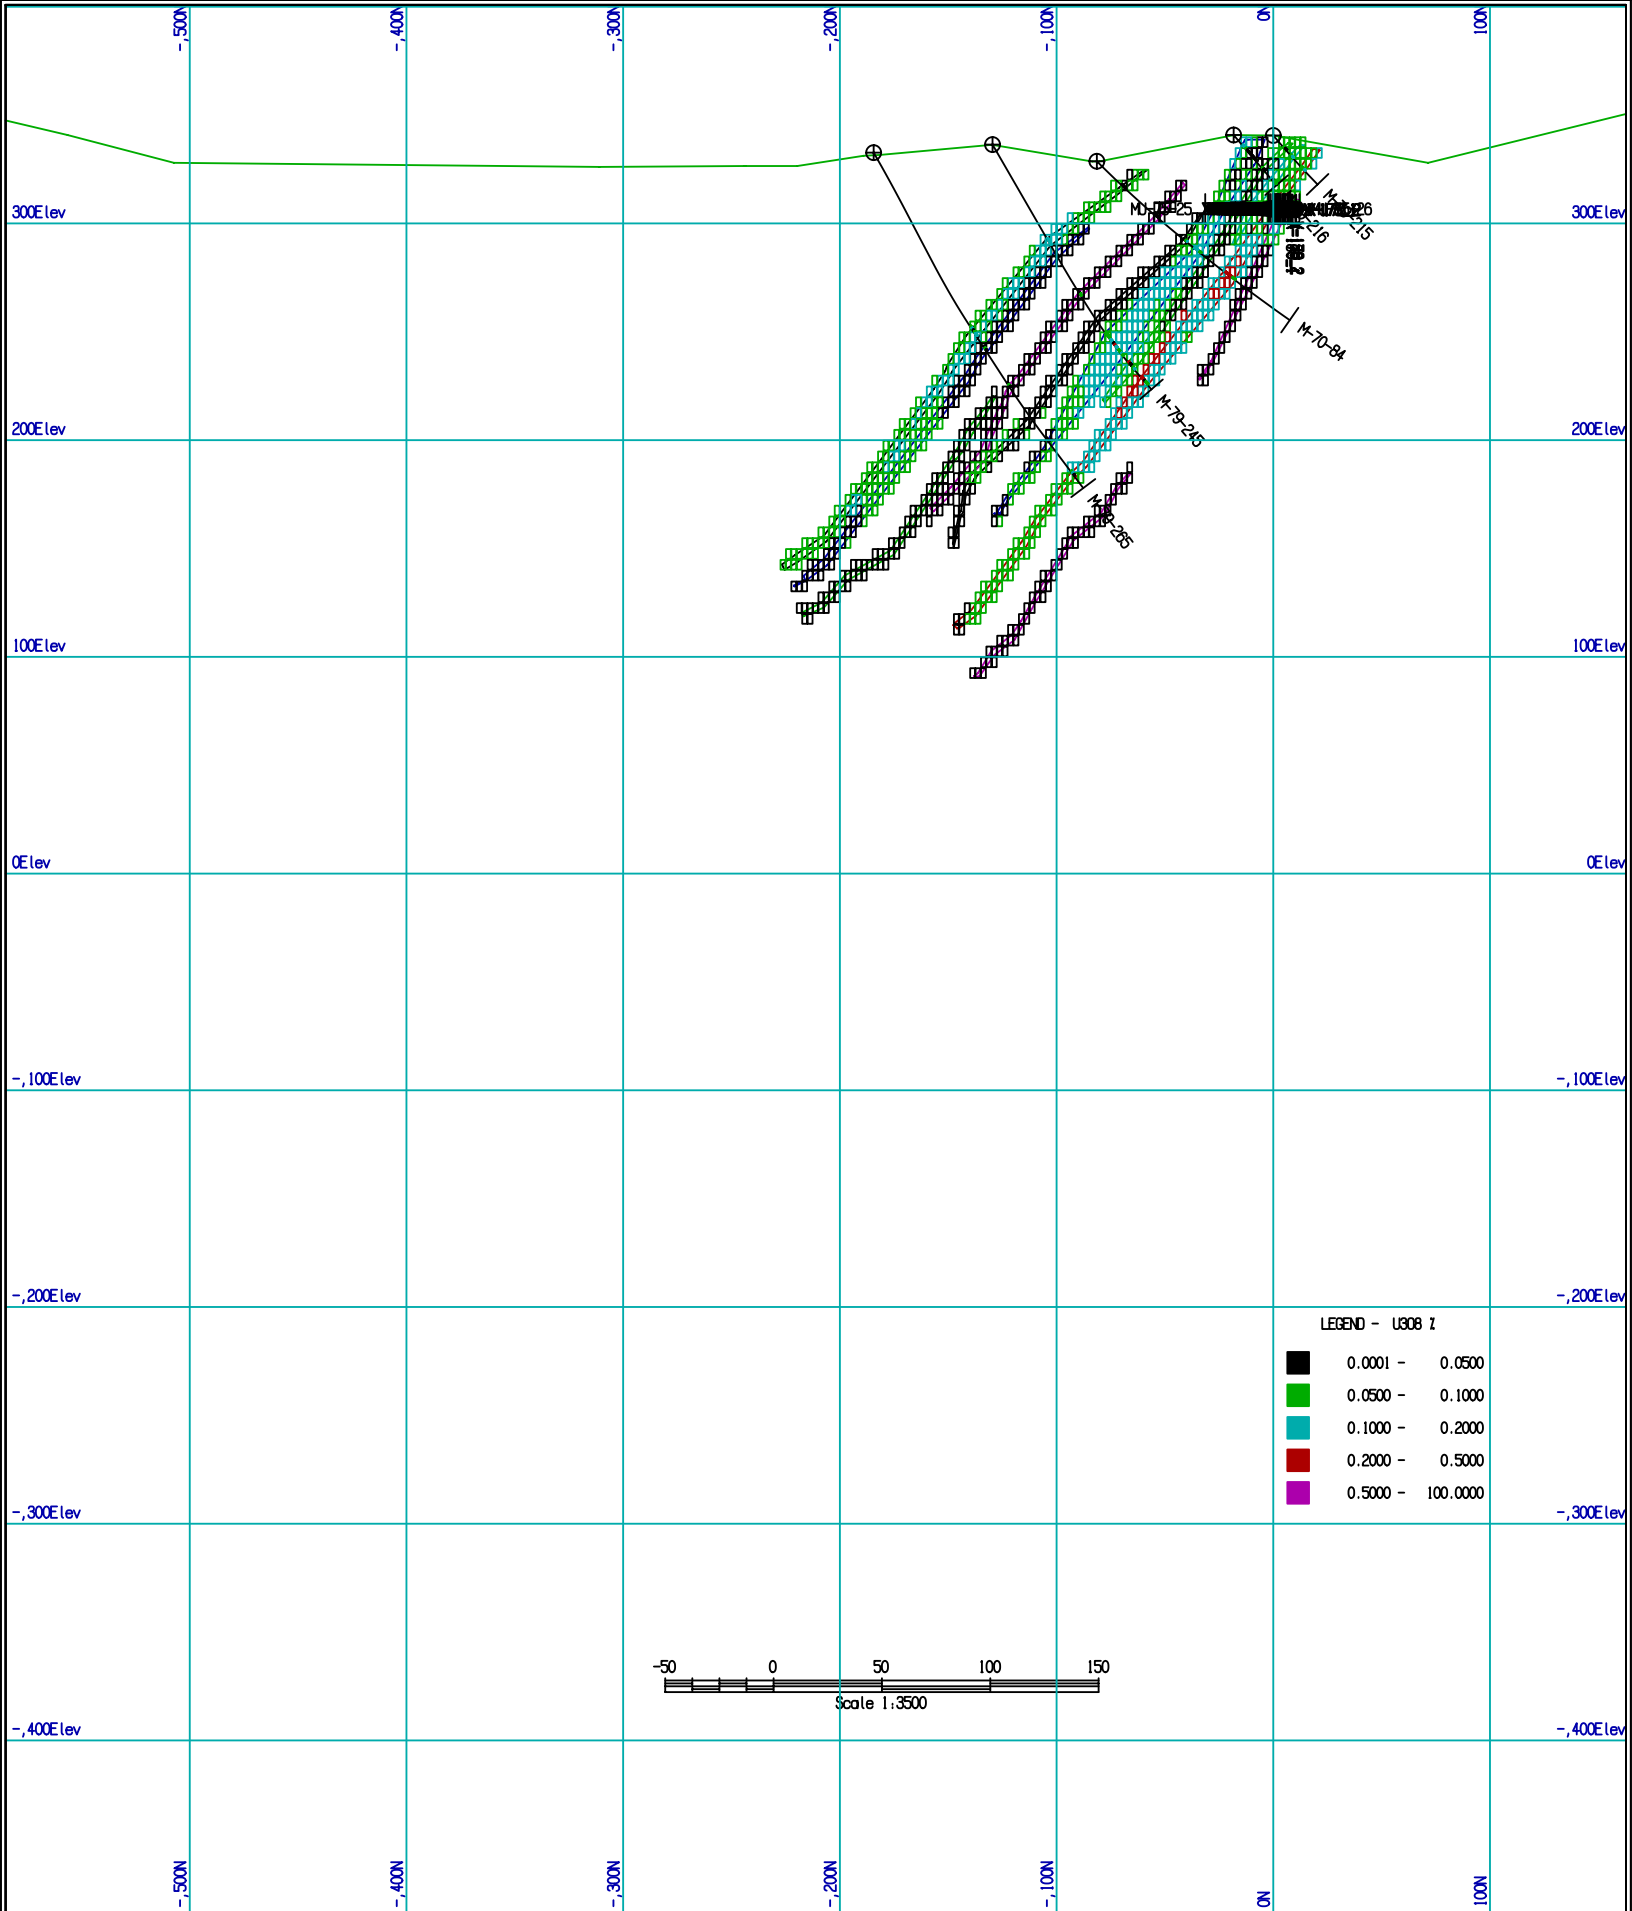 -,500N
-,400N
-,300N
-,200N
-,100N
0N
100N
300Elev
300Elev
M-70-84
M-79-245
200Elev
200Elev
100Elev
100Elev
0Elev
0Elev
-,100Elev
-,100Elev
-,200Elev
-,200Elev
LEGEND - U3O8 %
0.0001 - 0.0500
0.0500 - 0.1000
0.1000 - 0.2000
0.2000 - 0.5000
0.5000 - 100.0000
-,300Elev
-,300Elev
-50 0 50 100 150
Scale 1:3500
-,400Elev
-,400Elev
-,500N
-,400N
-,300N
-,200N
-,100N
0N
100N